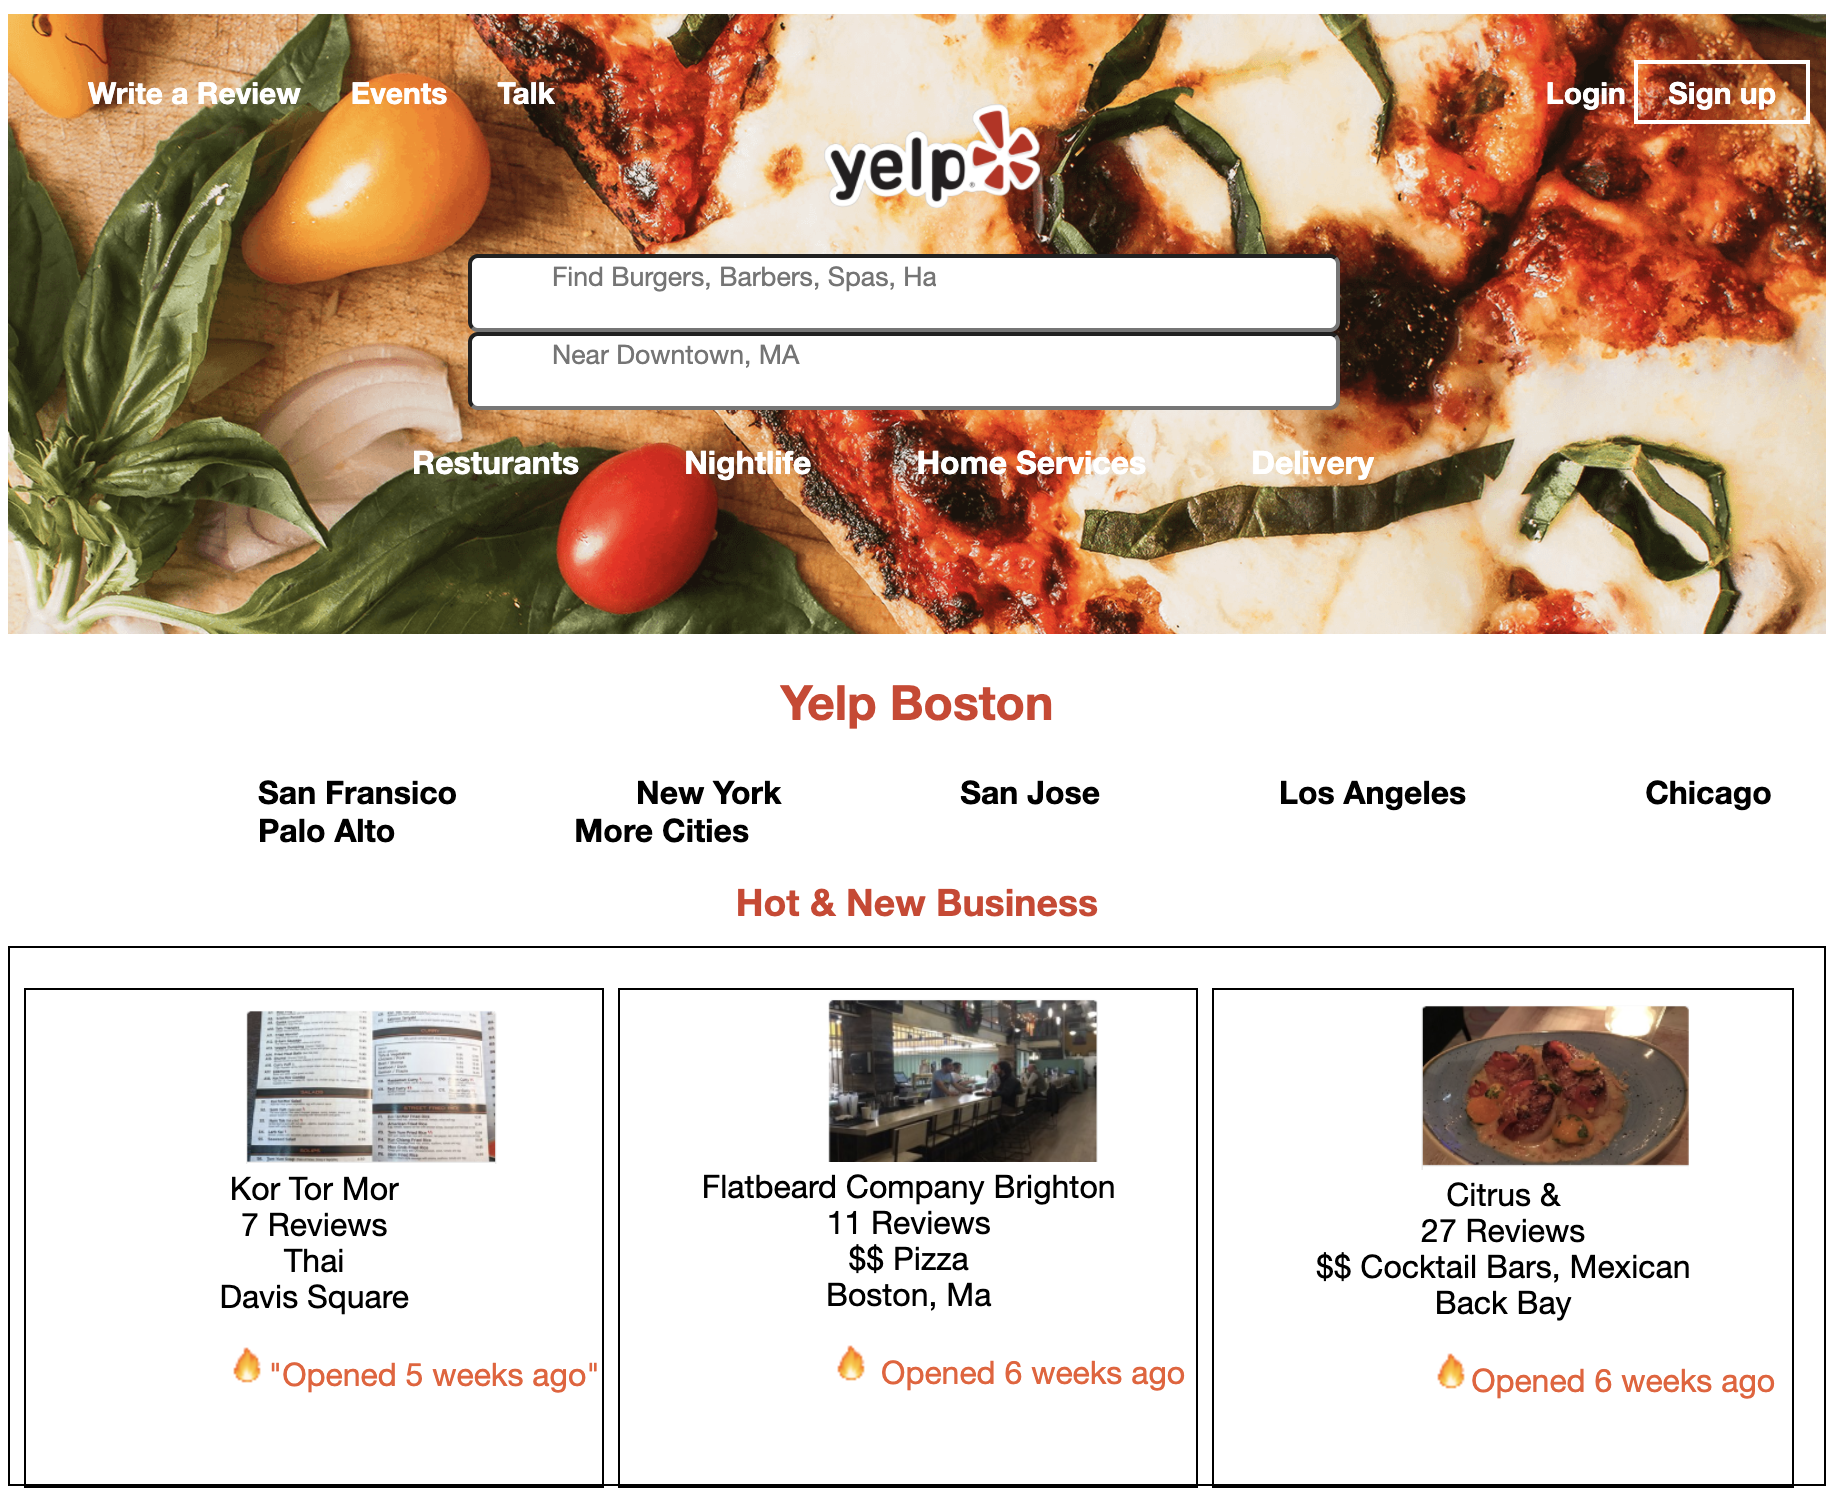 Write a Review Events Talk Login Sign up
yelp
Find Burgers, Barbers, Spas, Ha
Near Downtown, MA
Resturants Nightlife Home Services Delivery
Yelp Boston
San Fransico New York San Jose Los Angeles Chicago
Palo Alto More Cities
Hot & New Business
Kor Tor Mor
7 Reviews
Thai
Davis Square
"Opened 5 weeks ago"
Flatbeard Company Brighton
11 Reviews
$$ Pizza
Boston, Ma
Opened 6 weeks ago
Citrus &
27 Reviews
$$ Cocktail Bars, Mexican
Back Bay
Opened 6 weeks ago